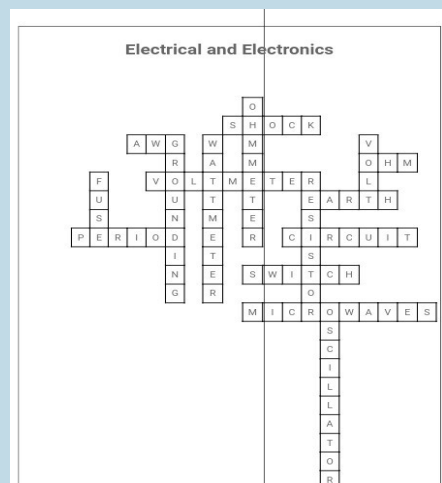 Electrical and Electronics
O
S H O C K
A W G W M V
R A M O H M
F V O L T M E T E R L
U U T T E A R T H
S N M E S
P E R I O D E R C I R C U I T
I T S
N E S W I T C H
G R O
M I C R O W A V E S
S
C
I
L
L
A
T
O
R